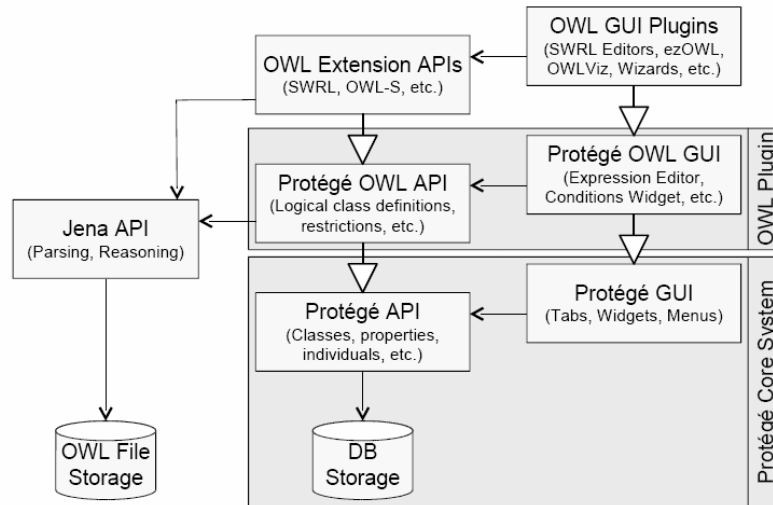 OWL GUI Plugins
(SWRL Editors, ezOWL,
OWLViz, Wizards, etc.)
OWL Extension APIs
(SWRL, OWL-S, etc.)
Protégé OWL API
(Logical class definitions,
restrictions, etc.)
Protégé OWL GUI
(Expression Editor,
Conditions Widget, etc.)
OWL Plugin
Jena API
(Parsing, Reasoning)
Protégé API
(Classes, properties,
individuals, etc.)
Protégé GUI
(Tabs, Widgets, Menus)
Protégé Core System
OWL File
Storage
DB
Storage